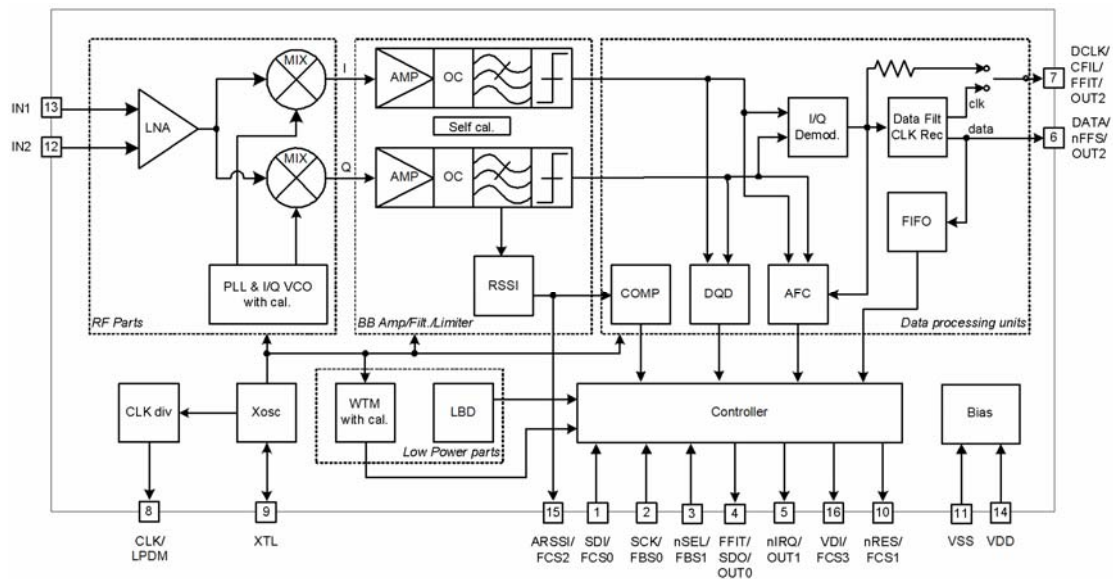 MIX
I
AMP
OC
DCLK/
CFIL/
FFIT/
OUT2
7
IN1
13
LNA
Self cal.
I/Q
Demod.
Data Filt
CLK Rec
clk
data
6
DATA/
nFFS/
OUT2
IN2
12
MIX
Q
AMP
OC
FIFO
PLL & I/Q VCO
with cal.
RSSI
COMP
DQD
AFC
RF Parts
BB Amp/Filt./Limiter
Data processing units
CLK div
Xosc
WTM
with cal.
LBD
Controller
Bias
Low Power parts
8
9
15
1
2
3
4
5
16
10
11
14
CLK/
LPDM
XTL
ARSSI/
FCS2
SDI/
FCS0
SCK/
FBS0
nSEL/
FBS1
FFIT/
SDO/
OUT0
nIRQ/
OUT1
VDI/
FCS3
nRES/
FCS1
VSS
VDD